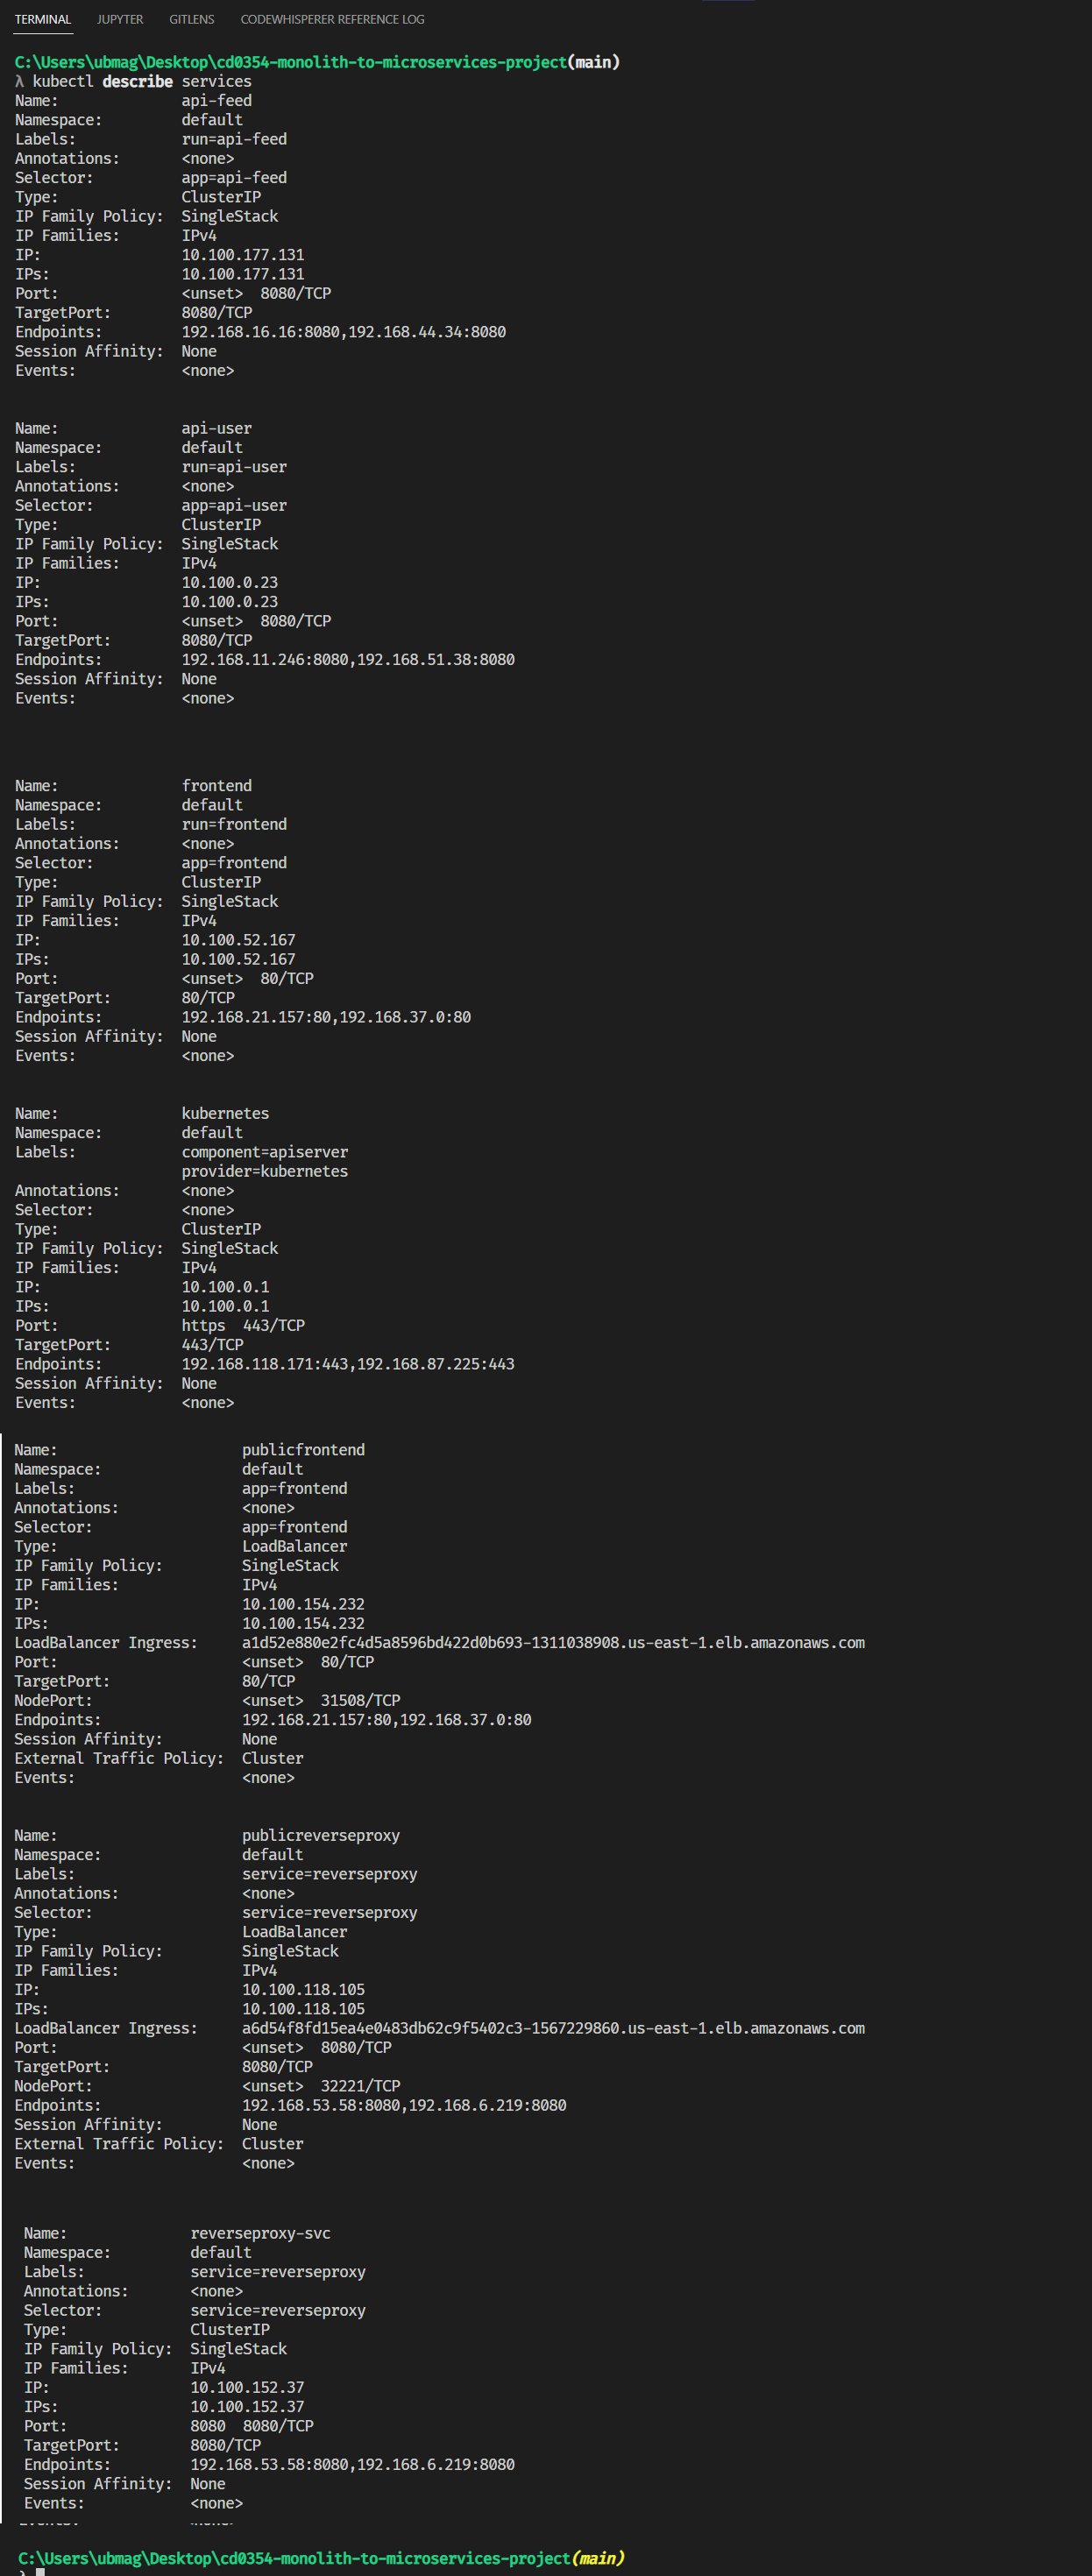 TERMINAL JUPYTER GITLENS CODEWHISPERER REFERENCE LOG
C:\Users\ubmag\Desktop\cd0354-monolith-to-microservices-project(main)
λ kubectl describe services
Name: api-feed
Namespace: default
Labels: run=api-feed
Annotations: <none>
Selector: app=api-feed
Type: ClusterIP
IP Family Policy: SingleStack
IP Families: IPv4
IP: 10.100.177.131
IPs: 10.100.177.131
Port: <unset> 8080/TCP
TargetPort: 8080/TCP
Endpoints: 192.168.16.16:8080,192.168.44.34:8080
Session Affinity: None
Events: <none>
Name: api-user
Namespace: default
Labels: run=api-user
Annotations: <none>
Selector: app=api-user
Type: ClusterIP
IP Family Policy: SingleStack
IP Families: IPv4
IP: 10.100.0.23
IPs: 10.100.0.23
Port: <unset> 8080/TCP
TargetPort: 8080/TCP
Endpoints: 192.168.11.246:8080,192.168.51.38:8080
Session Affinity: None
Events: <none>
Name: frontend
Namespace: default
Labels: run=frontend
Annotations: <none>
Selector: app=frontend
Type: ClusterIP
IP Family Policy: SingleStack
IP Families: IPv4
IP: 10.100.52.167
IPs: 10.100.52.167
Port: <unset> 80/TCP
TargetPort: 80/TCP
Endpoints: 192.168.21.157:80,192.168.37.0:80
Session Affinity: None
Events: <none>
Name: kubernetes
Namespace: default
Labels: component=apiserver
provider=kubernetes
Annotations: <none>
Selector: <none>
Type: ClusterIP
IP Family Policy: SingleStack
IP Families: IPv4
IP: 10.100.0.1
IPs: 10.100.0.1
Port: https 443/TCP
TargetPort: 443/TCP
Endpoints: 192.168.118.171:443,192.168.87.225:443
Session Affinity: None
Events: <none>
Name: publicfrontend
Namespace: default
Labels: app=frontend
Annotations: <none>
Selector: app=frontend
Type: LoadBalancer
IP Family Policy: SingleStack
IP Families: IPv4
IP: 10.100.154.232
IPs: 10.100.154.232
LoadBalancer Ingress: a1d52e880e2fc4d5a8596bd422d0b693-1311038908.us-east-1.elb.amazonaws.com
Port: <unset> 80/TCP
TargetPort: 80/TCP
NodePort: <unset> 31508/TCP
Endpoints: 192.168.21.157:80,192.168.37.0:80
Session Affinity: None
External Traffic Policy: Cluster
Events: <none>
Name: publicreverseproxy
Namespace: default
Labels: service=reverseproxy
Annotations: <none>
Selector: service=reverseproxy
Type: LoadBalancer
IP Family Policy: SingleStack
IP Families: IPv4
IP: 10.100.118.105
IPs: 10.100.118.105
LoadBalancer Ingress: a6d54f8fd15ea4e0483db62c9f5402c3-1567229860.us-east-1.elb.amazonaws.com
Port: <unset> 8080/TCP
TargetPort: 8080/TCP
NodePort: <unset> 32221/TCP
Endpoints: 192.168.53.58:8080,192.168.6.219:8080
Session Affinity: None
External Traffic Policy: Cluster
Events: <none>
Name: reverseproxy-svc
Namespace: default
Labels: service=reverseproxy
Annotations: <none>
Selector: service=reverseproxy
Type: ClusterIP
IP Family Policy: SingleStack
IP Families: IPv4
IP: 10.100.152.37
IPs: 10.100.152.37
Port: 8080 8080/TCP
TargetPort: 8080/TCP
Endpoints: 192.168.53.58:8080,192.168.6.219:8080
Session Affinity: None
Events: <none>
C:\Users\ubmag\Desktop\cd0354-monolith-to-microservices-project(main)